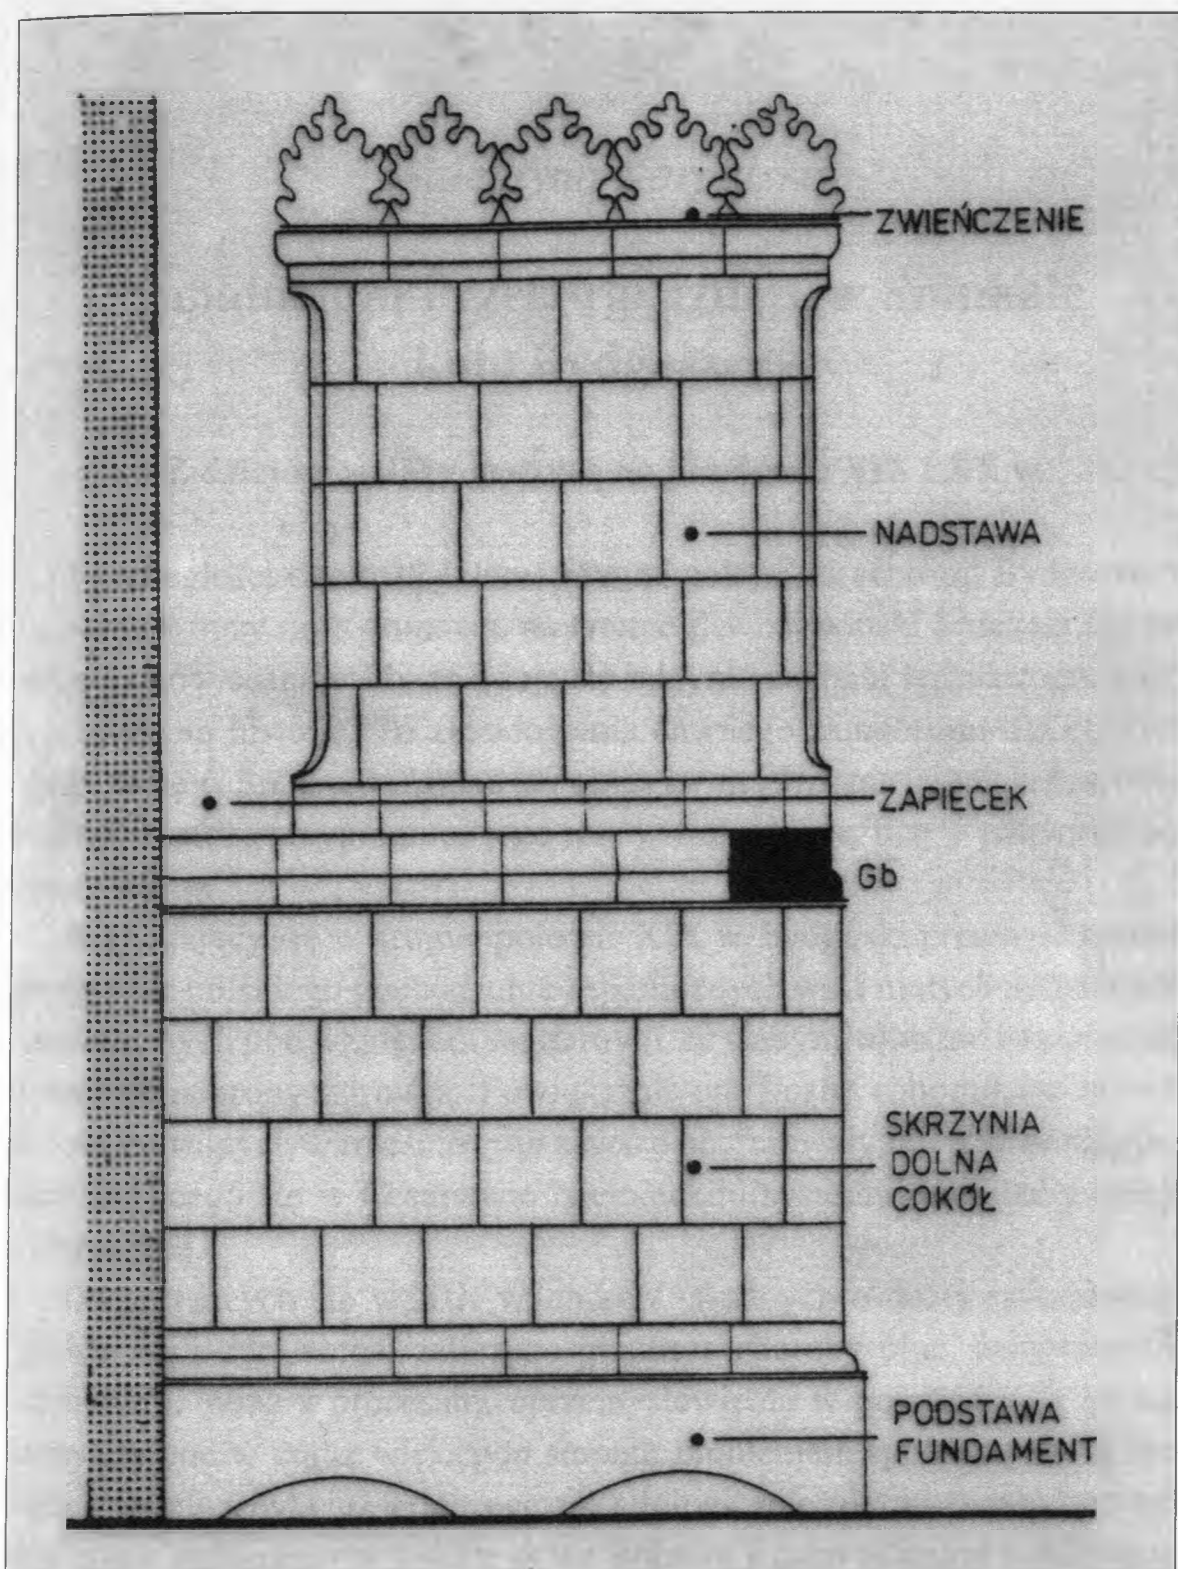 ZWIEŃCZENIE
NADSTAWA
ZAPIECEK
Gb
SKRZYNIA
DOLNA
COKÓŁ
PODSTAWA
FUNDAMENT